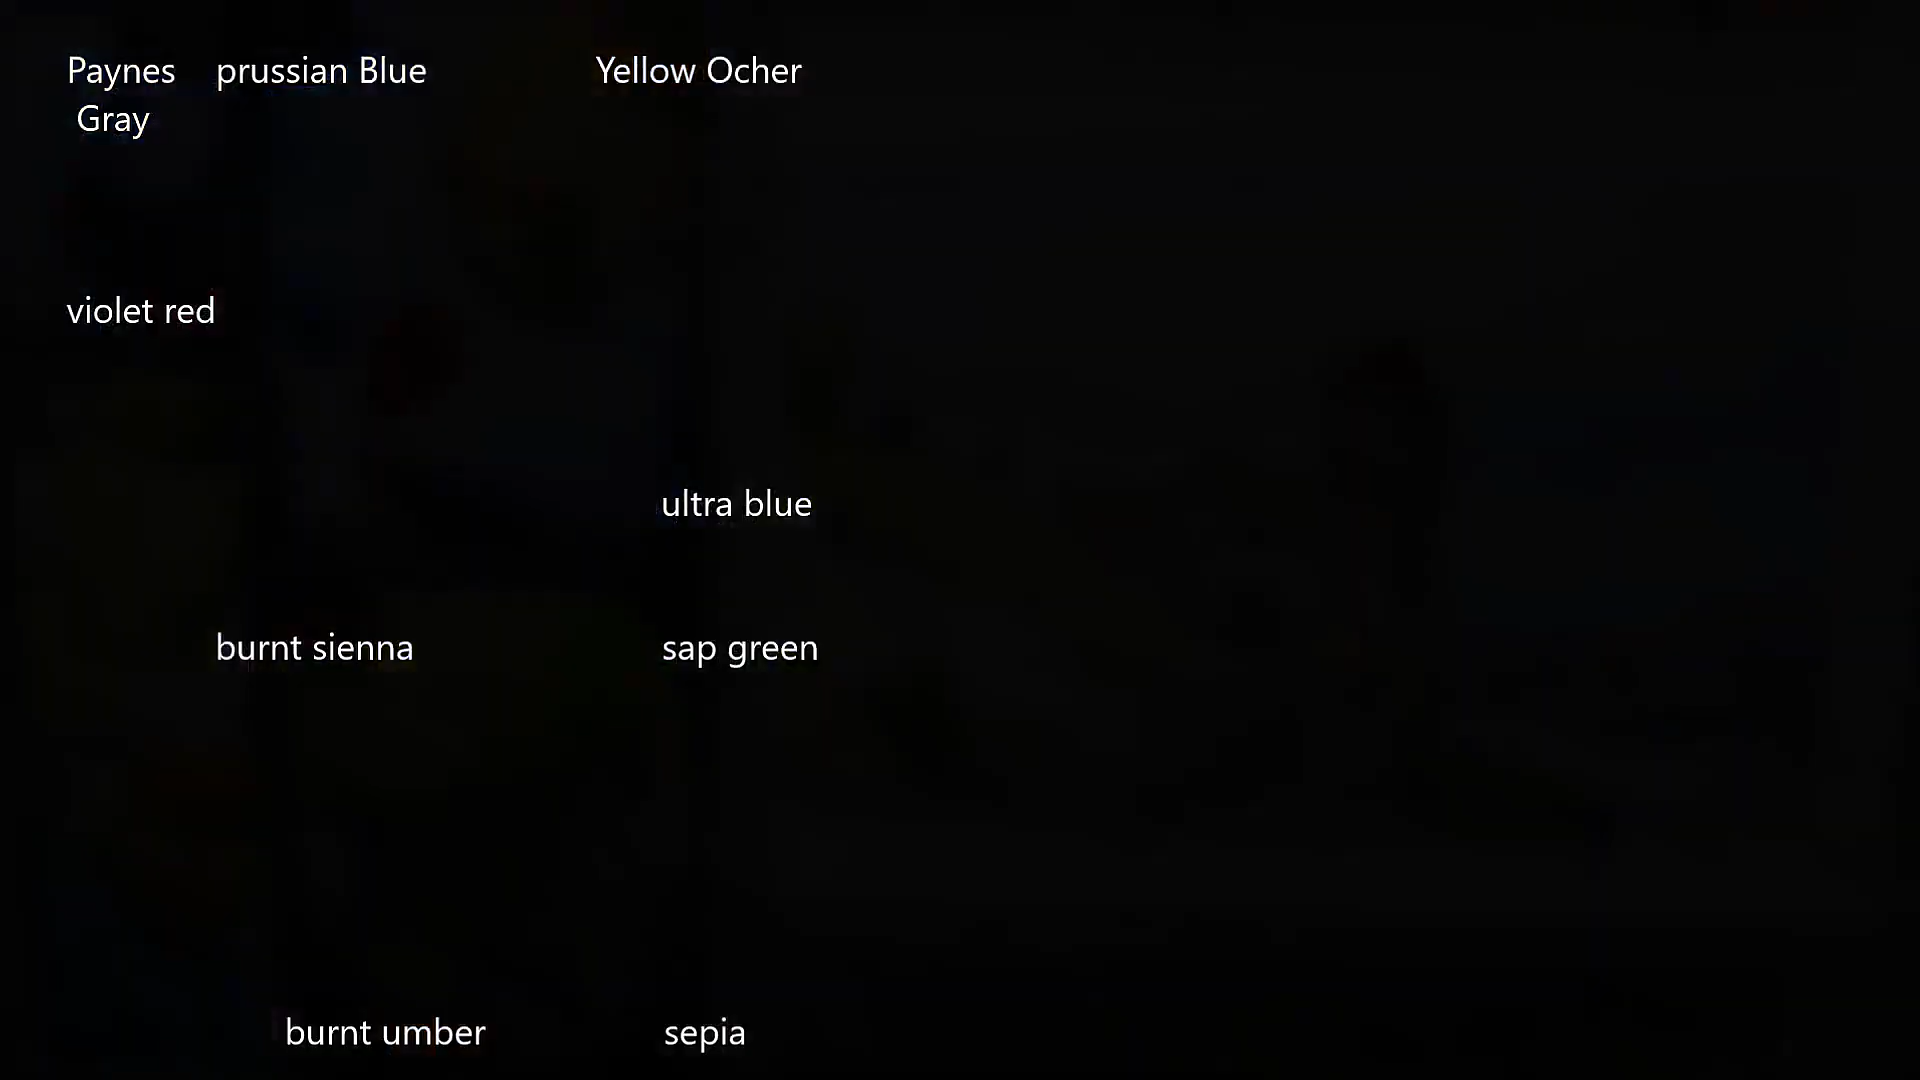 Paynes prussian Blue Yellow Ocher
Gray
violet red
ultra blue
burnt sienna sap green
burnt umber sepia